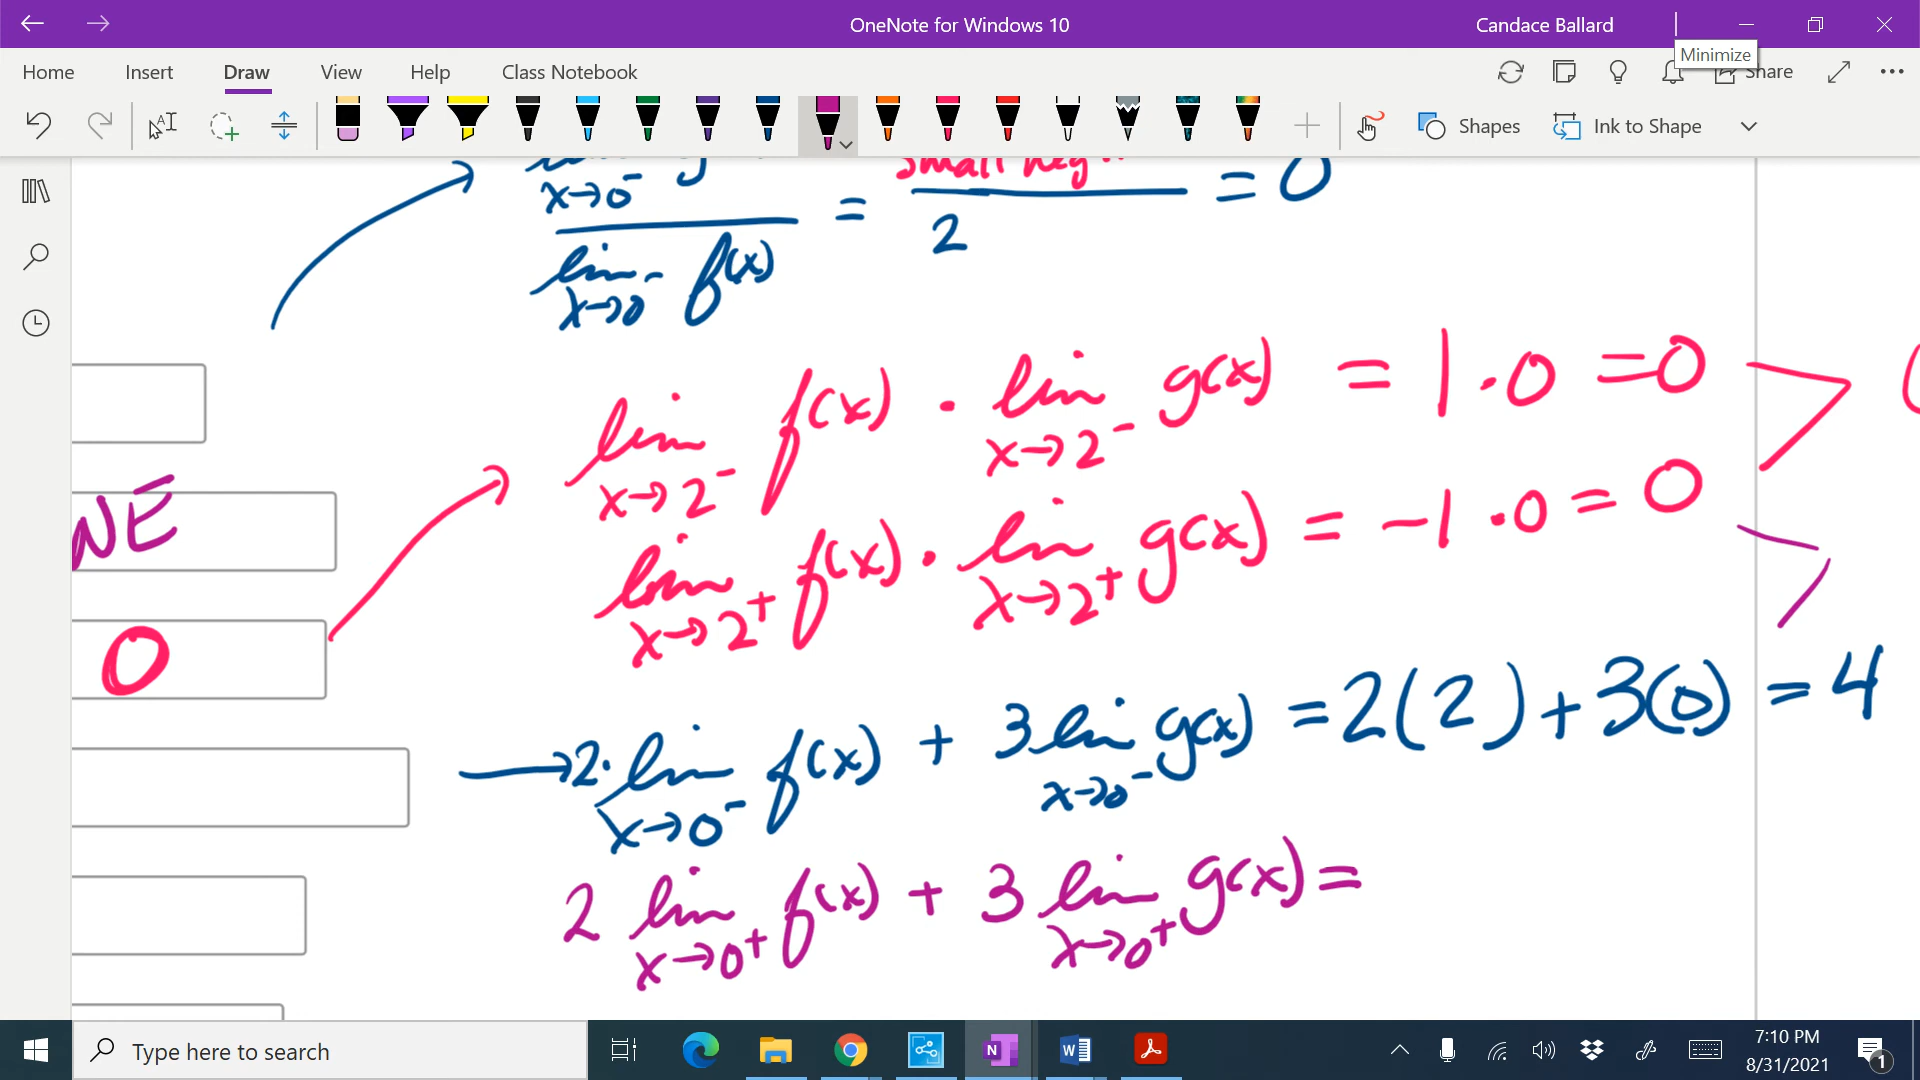 OneNote for Windows 10
Candace Ballard
Minimize
Home Insert Draw View Help Class Notebook
Share
Shapes
Ink to Shape
x→0⁻
small neg
= 0
lim f(x)
x→0⁻
=
2
lim f(x) · lim g(x) = 1·0 = 0
x→2⁻ x→2⁻
NE
lim f(x) · lim g(x) = -1·0 = 0
x→2⁺ x→2⁺
0
→2·lim f(x) + 3 lim g(x) = 2(2) + 3(0) = 4
x→0⁻ x→0⁻
2 lim f(x) + 3 lim g(x) =
x→0⁺ x→0⁺
Type here to search
7:10 PM
8/31/2021
1